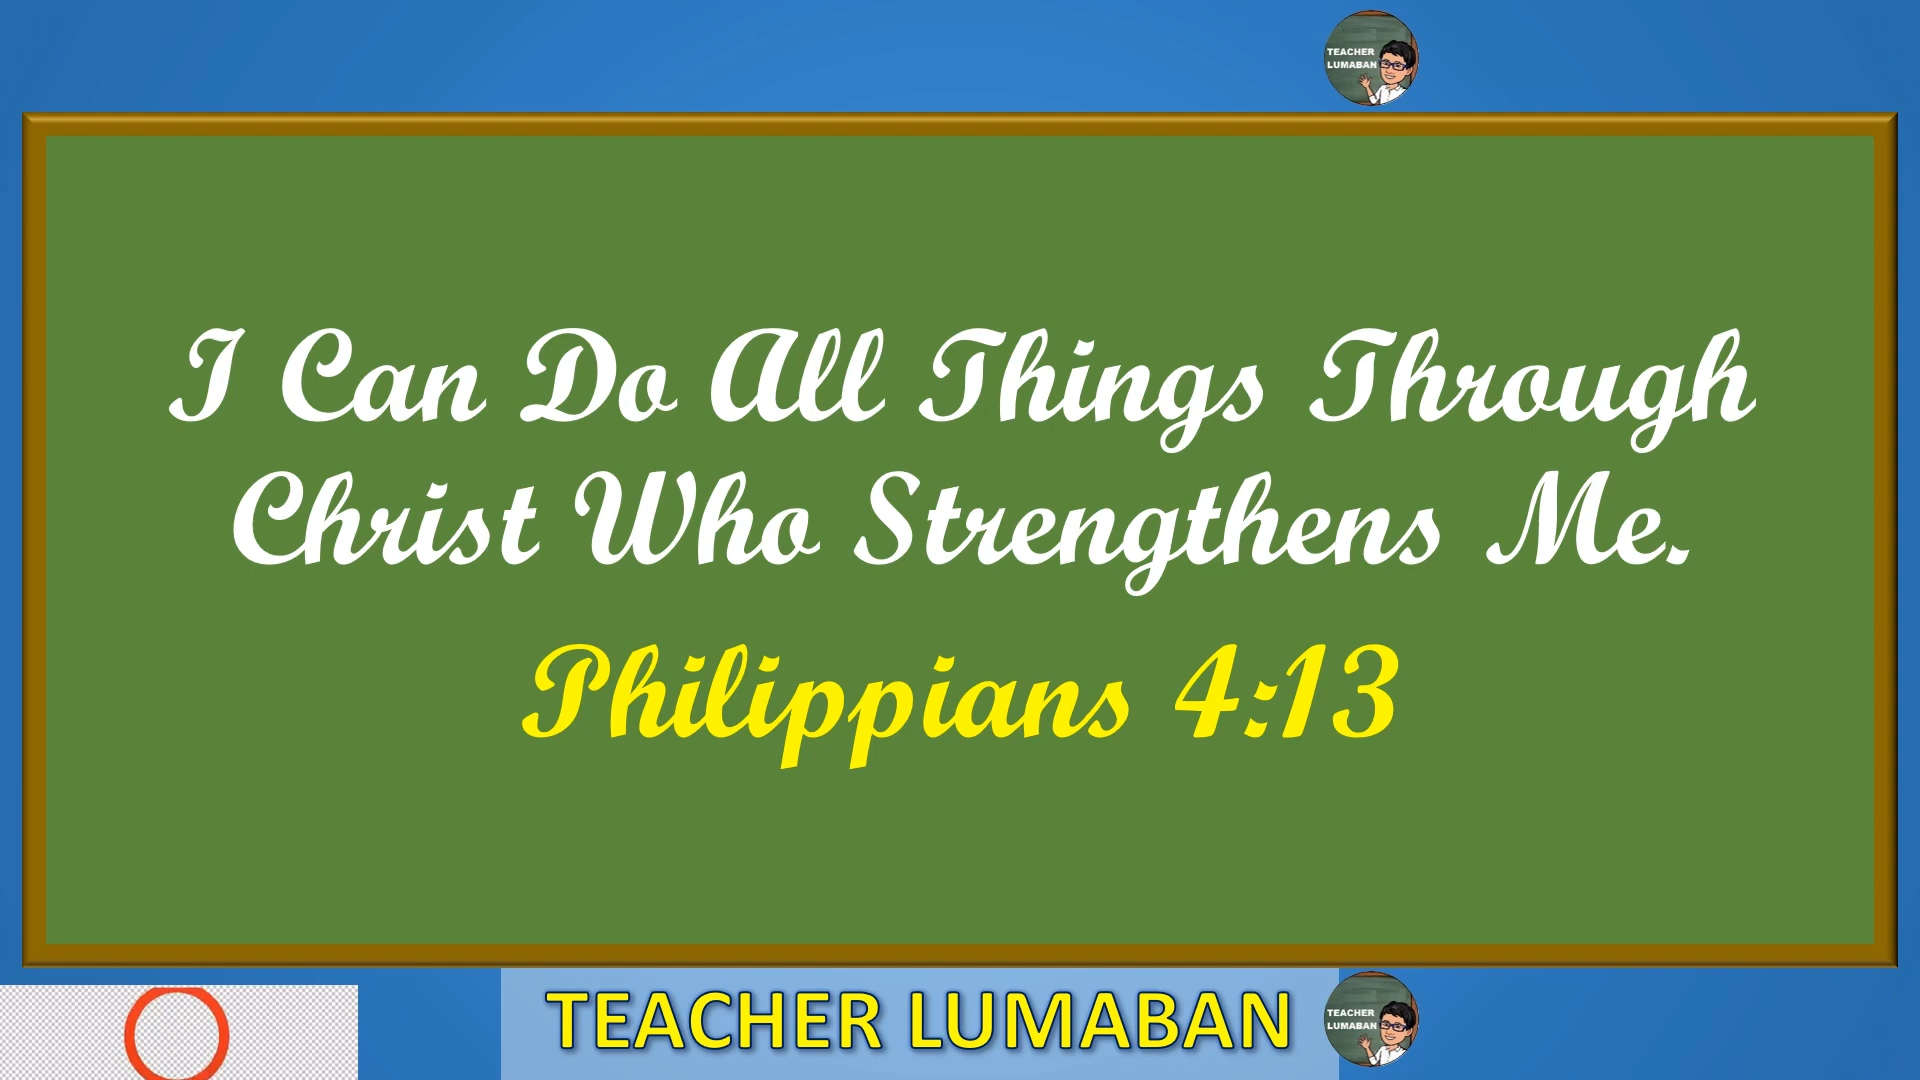 TEACHER
LUMABAN
I Can Do All Things Through
Christ Who Strengthens Me.
Philippians 4:13
TEACHER LUMABAN
TEACHER
LUMABAN